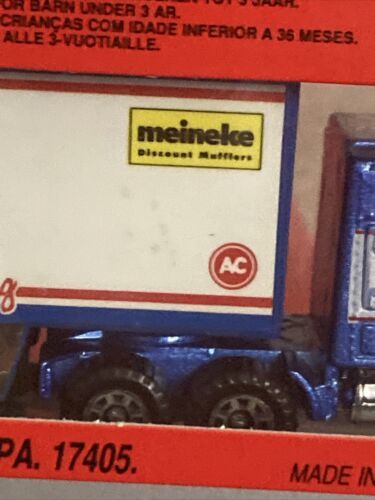 OR BARN UNDER 3 AR.
CRIANÇAS COM IDADE INFERIOR A 36 MESES.
ALLE 3-VUOTIAILLE.
meineke
Discount Mufflers
AC
g
PA. 17405.
MADE IN